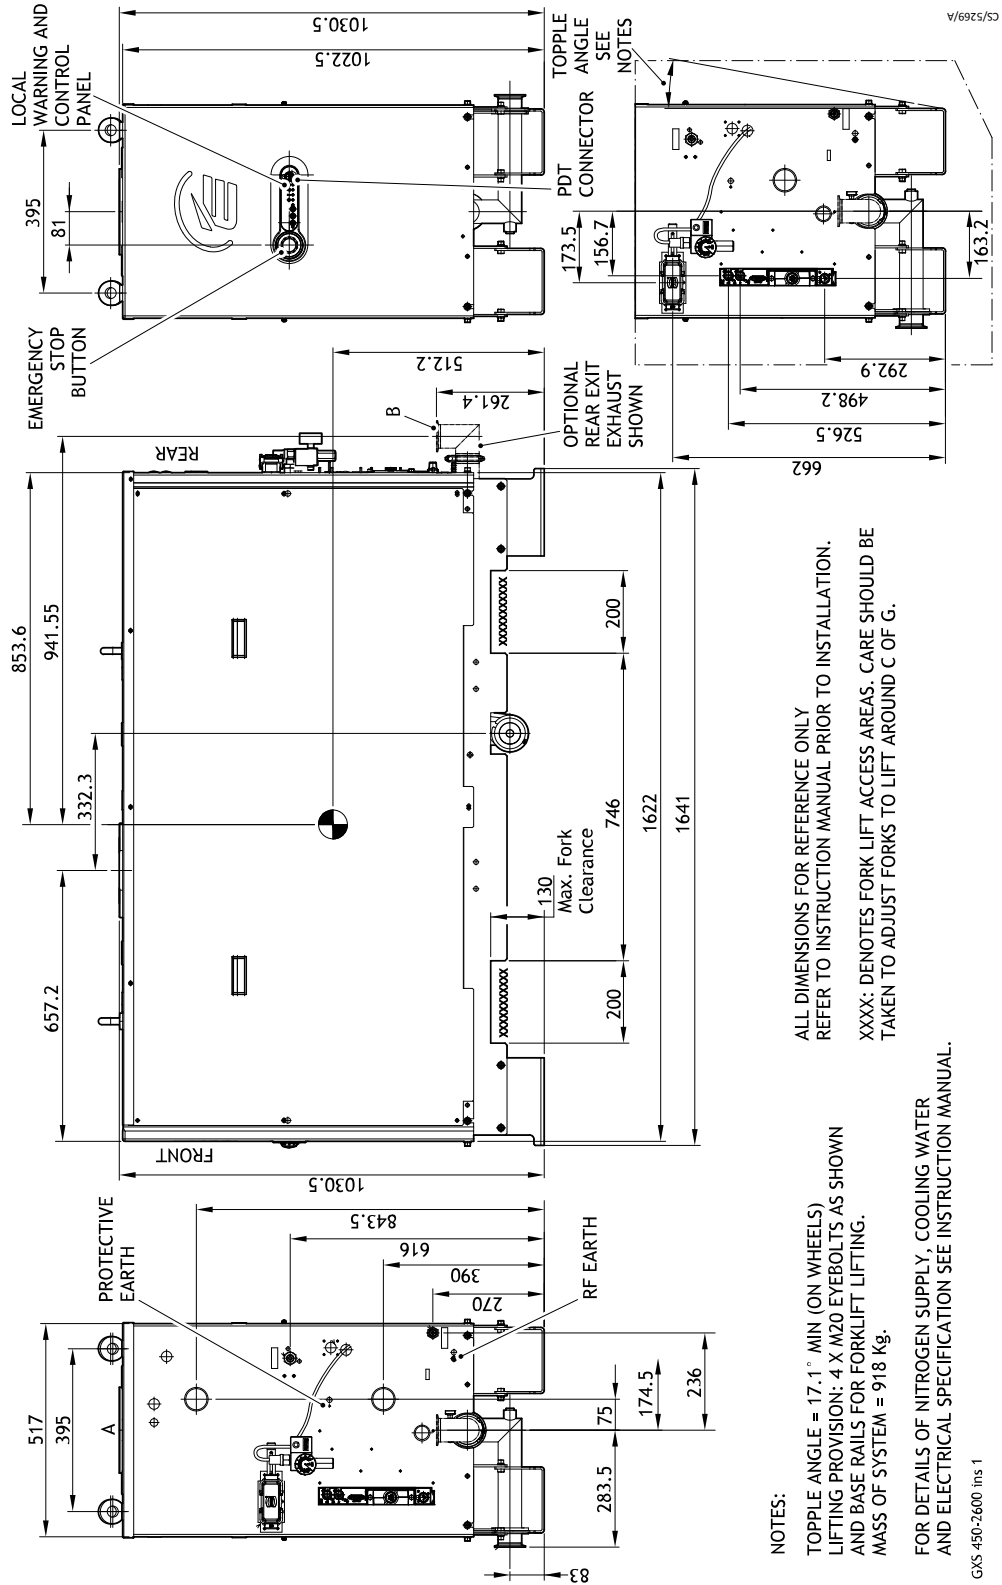 1030.5
1022.5
LOCAL
WARNING AND
CONTROL
PANEL
395
81
EMERGENCY
STOP
BUTTON
PDT
CONNECTOR
TOPPLE
ANGLE
SEE
NOTES
CS/5269/A
173.5
156.7
163.2
292.9
498.2
526.5
662
512.2
261.4
B
OPTIONAL
REAR EXIT
EXHAUST
SHOWN
REAR
853.6
941.55
332.3
657.2
FRONT
XXXXXXXXX
XXXXXXXXX
200
746
200
130
Max. Fork
Clearance
1622
1641
1030.5
843.5
616
390
270
PROTECTIVE
EARTH
RF EARTH
517
395
A
236
174.5
75
283.5
83
ALL DIMENSIONS FOR REFERENCE ONLY
REFER TO INSTRUCTION MANUAL PRIOR TO INSTALLATION.
XXXX: DENOTES FORK LIFT ACCESS AREAS. CARE SHOULD BE
TAKEN TO ADJUST FORKS TO LIFT AROUND C OF G.
NOTES:
TOPPLE ANGLE = 17.1° MIN (ON WHEELS)
LIFTING PROVISION: 4 X M20 EYEBOLTS AS SHOWN
AND BASE RAILS FOR FORKLIFT LIFTING.
MASS OF SYSTEM = 918 Kg.
FOR DETAILS OF NITROGEN SUPPLY, COOLING WATER
AND ELECTRICAL SPECIFICATION SEE INSTRUCTION MANUAL.
GXS 450-2600 ins 1